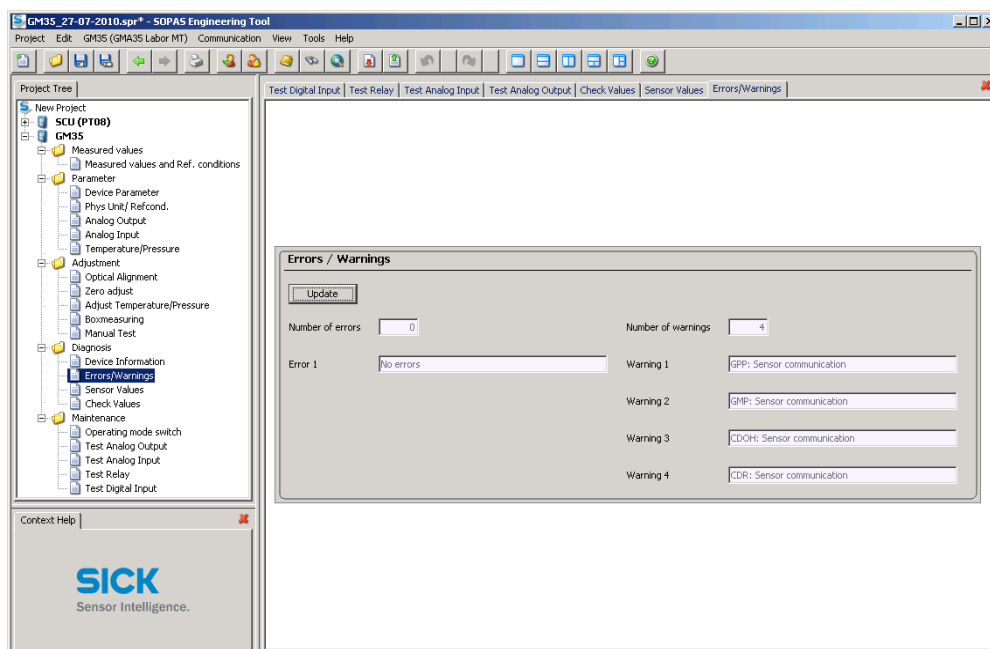 GM35_27-07-2010.spr* - SOPAS Engineering Tool
Project Edit GM35 (GMA35 Labor MT) Communication View Tools Help
Project Tree
New Project
SCU (PT08)
GM35
Measured values
Measured values and Ref. conditions
Parameter
Device Parameter
Phys Unit/ Refcond.
Analog Output
Analog Input
Temperature/Pressure
Adjustment
Optical Alignment
Zero adjust
Adjust Temperature/Pressure
Boxmeasuring
Manual Test
Diagnosis
Device Information
Errors/Warnings
Sensor Values
Check Values
Maintenance
Operating mode switch
Test Analog Output
Test Analog Input
Test Relay
Test Digital Input
Context Help
SICK
Sensor Intelligence.
Test Digital Input Test Relay Test Analog Input Test Analog Output Check Values Sensor Values Errors/Warnings
Errors / Warnings
Update
Number of errors 0 Number of warnings 4
Error 1 No errors Warning 1 GPP: Sensor communication
Warning 2 GMP: Sensor communication
Warning 3 CDOH: Sensor communication
Warning 4 CDR: Sensor communication